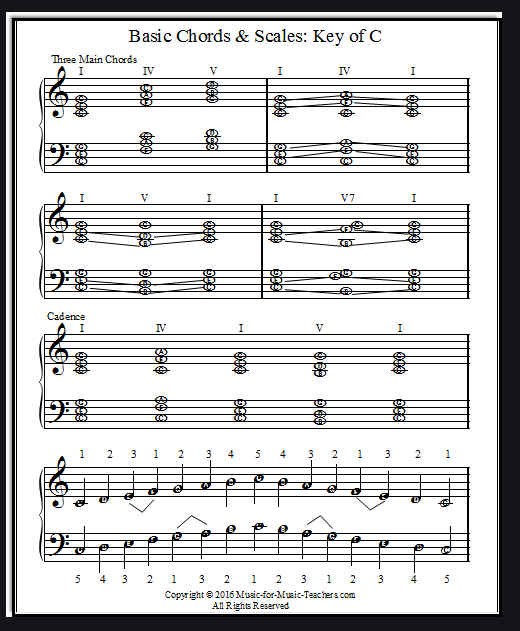 Basic Chords & Scales: Key of C
Three Main Chords
I IV V I IV I
I V I I V7 I
Cadence
I IV I V I
1 2 3 1 2 3 4 5 4 3 2 1 3 2 1
5 4 3 2 1 3 2 1 2 3 1 2 3 4 5
Copyright © 2016 Music-for-Music-Teachers.com
All Rights Reserved